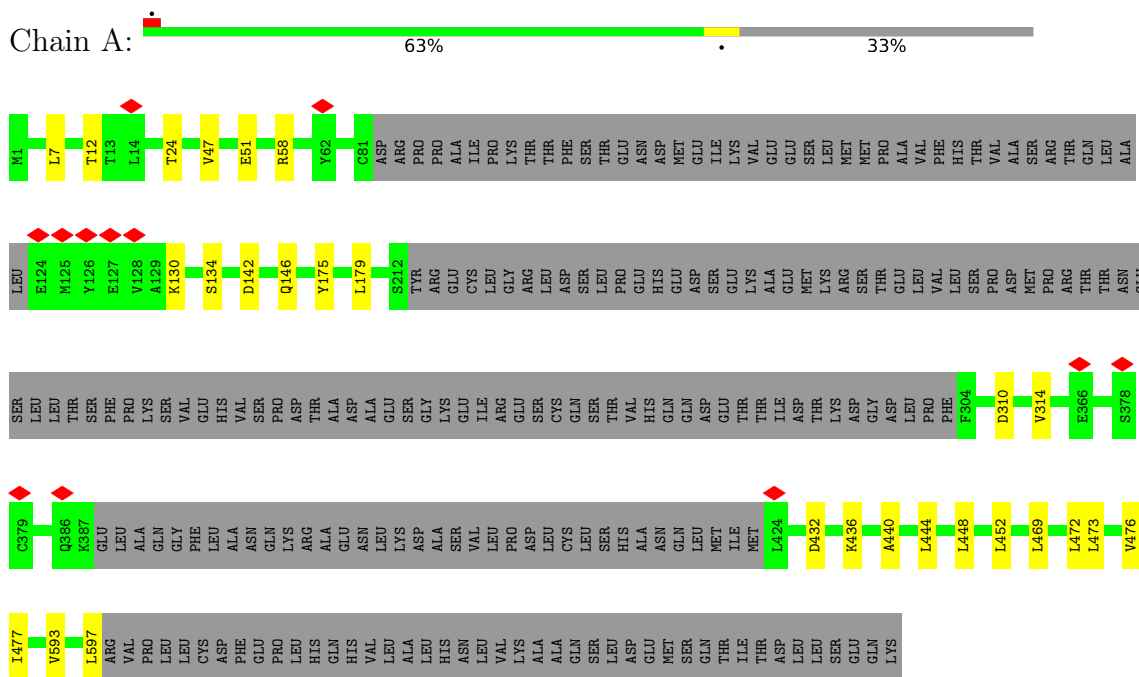 Chain A: • 63% • 33%
M1 L7 T12 T13 L14 T24 V47 E51 R58 Y62 C81 ASP ARG PRO PRO ALA ILE PRO LYS THR THR PHE SER THR GLU ASN ASP MET GLU ILE LYS VAL GLU GLU SER LEU MET MET PRO ALA VAL PHE HIS THR VAL ALA SER ARG THR GLN LEU ALA
LEU E124 M125 Y126 E127 V128 A129 K130 S134 D142 Q146 Y175 L179 S212 TYR ARG GLU CYS LEU GLY ARG LEU ASP SER LEU PRO GLU HIS GLU ASP SER GLU LYS ALA GLU MET LYS ARG SER THR GLU LEU VAL LEU SER PRO ASP MET PRO ARG THR THR ASN
SER LEU LEU THR SER PHE PRO LYS SER VAL GLU HIS VAL SER PRO ASP THR ALA ASP ALA GLU SER GLY LYS GLU ILE ARG GLU SER CYS GLN SER THR VAL HIS GLN GLN ASP GLU THR THR ILE ASP THR LYS ASP GLY ASP LEU PRO PHE F304 D310 V314 E366 S378
C379 Q386 K387 GLU LEU ALA GLN GLY PHE LEU ALA ASN GLN LYS ARG ALA GLU ASN LEU LYS ASP ALA SER VAL LEU PRO ASP LEU CYS LEU SER HIS ALA ASN GLN LEU MET ILE MET L424 D432 K436 A440 L444 L448 L452 L469 L472 L473 V476
I477 V593 L597 ARG VAL PRO LEU LEU CYS ASP PHE GLU PRO LEU HIS GLN HIS VAL LEU ALA LEU HIS ASN LEU VAL LYS ALA ALA GLN SER LEU ASP GLU MET SER GLN THR ILE THR ASP LEU LEU SER GLU GLN LYS